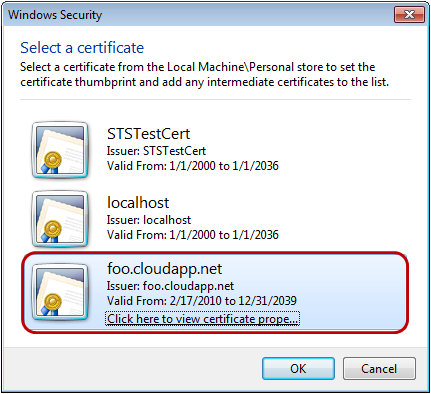 Windows Security
Select a certificate
Select a certificate from the Local Machine\Personal store to set the
certificate thumbprint and add any intermediate certificates to the list.
STSTestCert
Issuer: STSTestCert
Valid From: 1/1/2000 to 1/1/2036
localhost
Issuer: localhost
Valid From: 1/1/2000 to 1/1/2036
foo.cloudapp.net
Issuer: foo.cloudapp.net
Valid From: 2/17/2010 to 12/31/2039
Click here to view certificate prope...
OK
Cancel